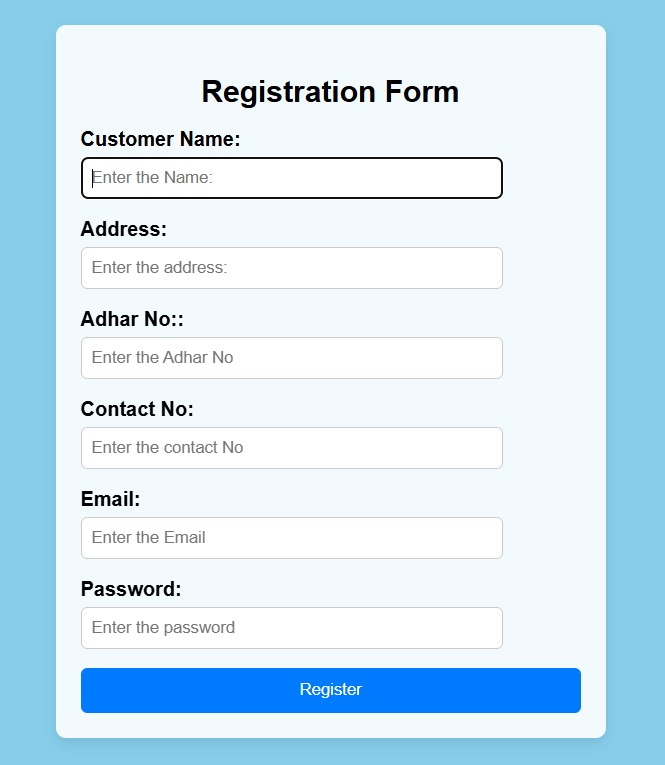 Registration Form
Customer Name:
Enter the Name:
Address:
Enter the address:
Adhar No::
Enter the Adhar No
Contact No:
Enter the contact No
Email:
Enter the Email
Password:
Enter the password
Register